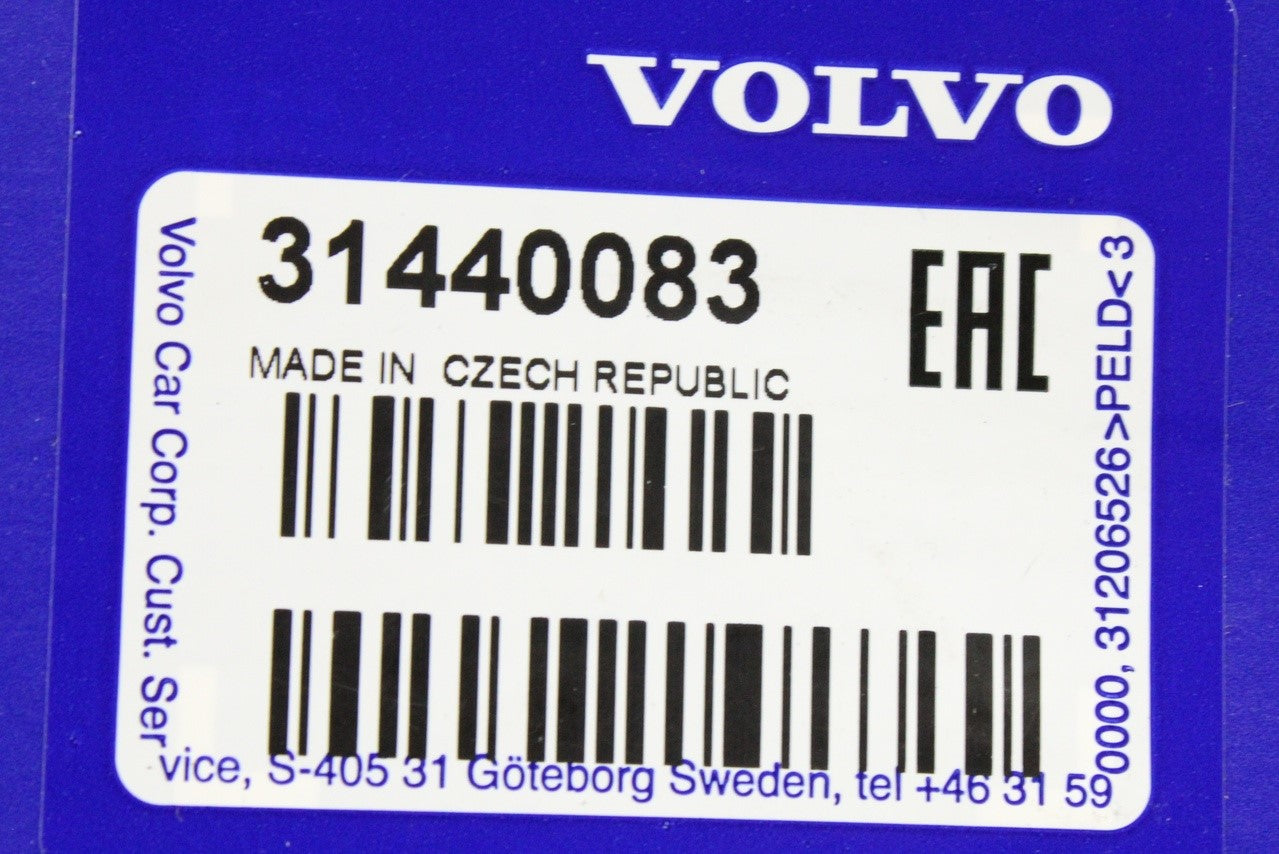 VOLVO
31440083
EAC
MADE IN CZECH REPUBLIC
Volvo Car Corp. Cust. Ser
vice, S-405 31 Göteborg Sweden, tel +46 31 59
0000, 31206526>PELD< 3